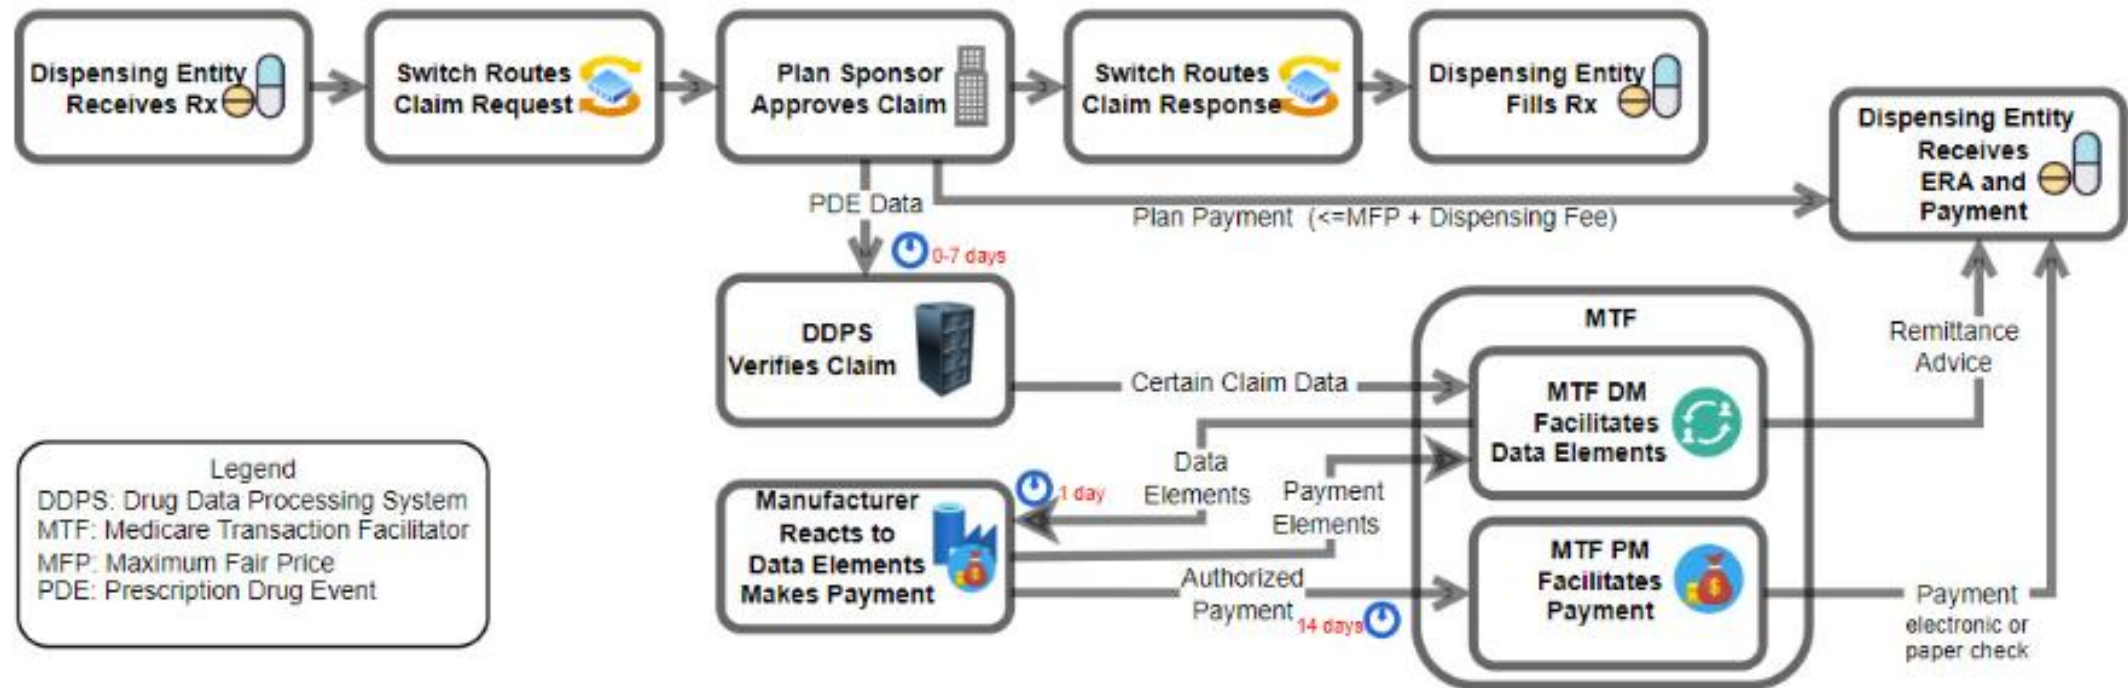 Dispensing Entity
Receives Rx
Switch Routes
Claim Request
Plan Sponsor
Approves Claim
Switch Routes
Claim Response
Dispensing Entity
Fills Rx
Dispensing Entity
Receives
ERA and
Payment
PDE Data
Plan Payment (<=MFP + Dispensing Fee)
0-7 days
DDPS
Verifies Claim
Certain Claim Data
MTF
MTF DM
Facilitates
Data Elements
Remittance
Advice
Data
Elements
Payment
Elements
1 day
Manufacturer
Reacts to
Data Elements
Makes Payment
Authorized
Payment
14 days
MTF PM
Facilitates
Payment
Payment
electronic or
paper check
Legend
DDPS: Drug Data Processing System
MTF: Medicare Transaction Facilitator
MFP: Maximum Fair Price
PDE: Prescription Drug Event